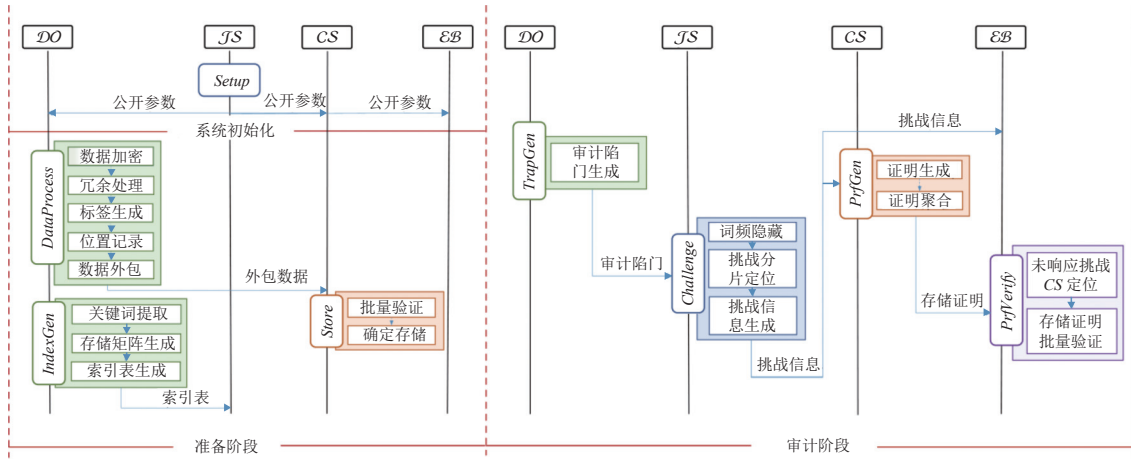 DO
TS
CS
EB
Setup
公开参数
公开参数
公开参数
系统初始化
DataProcess
数据加密
冗余处理
标签生成
位置记录
数据外包
外包数据
Store
批量验证
确定存储
IndexGen
关键词提取
存储矩阵生成
索引表生成
索引表
准备阶段
DO
TS
CS
EB
TrapGen
审计陷
门生成
审计陷门
Challenge
词频隐藏
挑战分
片定位
挑战信
息生成
挑战信息
挑战信息
PrfGen
证明生成
证明聚合
存储证明
PrfVerify
未响应挑战
CS 定位
存储证明
批量验证
审计阶段